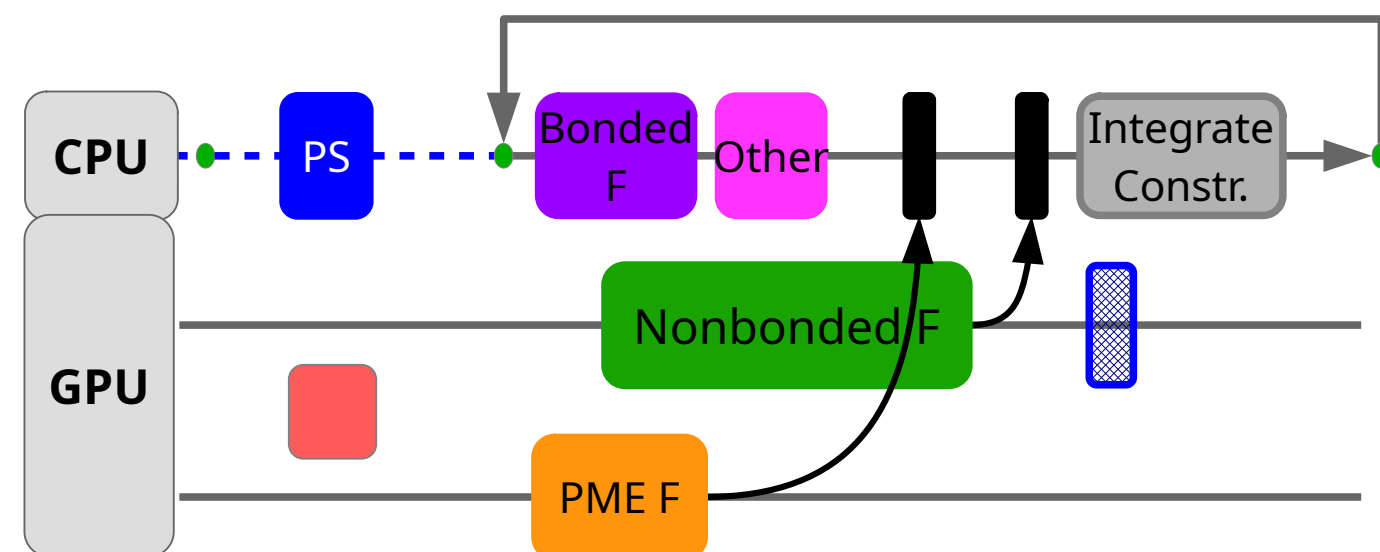 CPU
PS
Bonded
F
Other
Integrate
Constr.
GPU
Nonbonded F
PME F